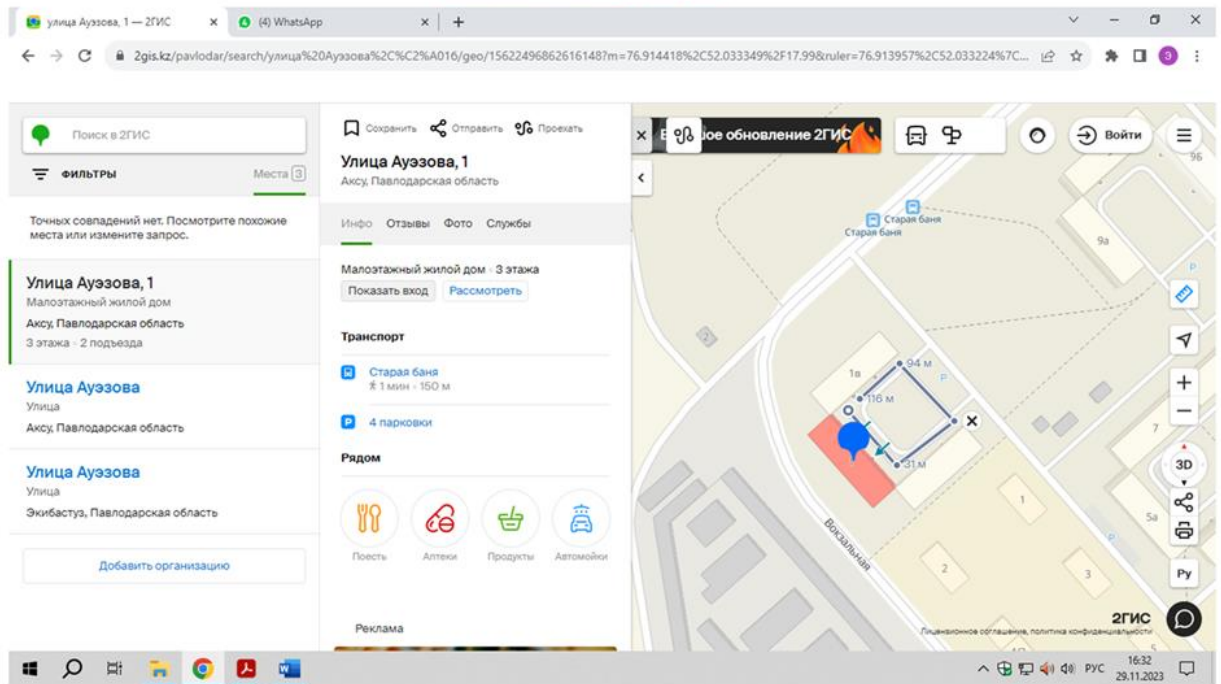 улица Ауэзова, 1 — 2ГИС
(4) WhatsApp
2gis.kz/pavlodar/search/улица%20Ауэзова%2C%C2%A016/geo/15622496862616148?m=76.914418%2C52.033349%2F17.99&ruler=76.913957%2C52.033224%7C...
Э
Поиск в 2ГИС
ФИЛЬТРЫ
Места 3
Точных совпадений нет. Посмотрите похожие
места или измените запрос.
Улица Ауэзова, 1
Малоэтажный жилой дом
Аксу, Павлодарская область
3 этажа · 2 подъезда
Улица Ауэзова
Улица
Аксу, Павлодарская область
Улица Ауэзова
Улица
Экибастуз, Павлодарская область
Добавить организацию
Сохранить
Отправить
Проехать
Улица Ауэзова, 1
Аксу, Павлодарская область
Инфо Отзывы Фото Службы
Малоэтажный жилой дом · 3 этажа
Показать вход
Рассмотреть
Транспорт
Старая баня
1 мин · 150 м
P
4 парковки
Рядом
Поесть
Аптеки
Продукты
Автомойки
Реклама
ое обновление 2ГИС
Войти
96
Старая баня
Старая баня
9а
P
2
1в
94 м
P
116 м
31 м
7
3D
1
5а
Вокзальная
2
3
Ру
2ГИС
Лицензионное соглашение, политика конфиденциальности
5
РУС
16:32
29.11.2023